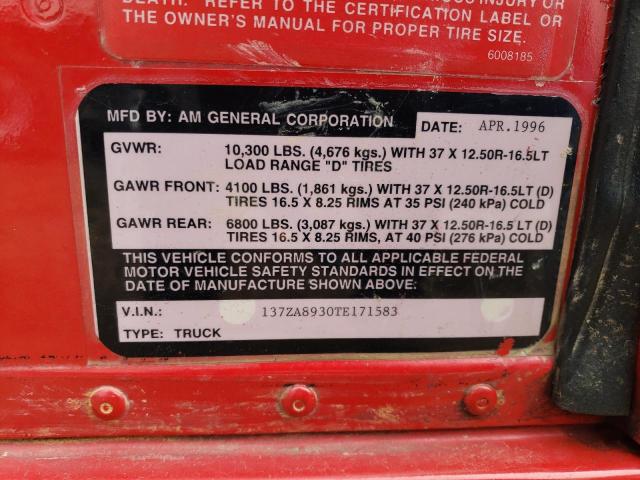 DEATH. REFER TO THE CERTIFICATION LABEL OR
THE OWNER'S MANUAL FOR PROPER TIRE SIZE.
6008185
MFD BY: AM GENERAL CORPORATION
DATE: APR.1996
GVWR: 10,300 LBS. (4,676 kgs.) WITH 37 X 12.50R-16.5LT
LOAD RANGE "D" TIRES
GAWR FRONT: 4100 LBS. (1,861 kgs.) WITH 37 X 12.50R-16.5LT (D)
TIRES 16.5 X 8.25 RIMS AT 35 PSI (240 kPa) COLD
GAWR REAR: 6800 LBS. (3,087 kgs.) WITH 37 X 12.50R-16.5 LT (D)
TIRES 16.5 X 8.25 RIMS, AT 40 PSI (276 kPa) COLD
THIS VEHICLE CONFORMS TO ALL APPLICABLE FEDERAL
MOTOR VEHICLE SAFETY STANDARDS IN EFFECT ON THE
DATE OF MANUFACTURE SHOWN ABOVE:
V.I.N.: 137ZA8930TE171583
TYPE: TRUCK